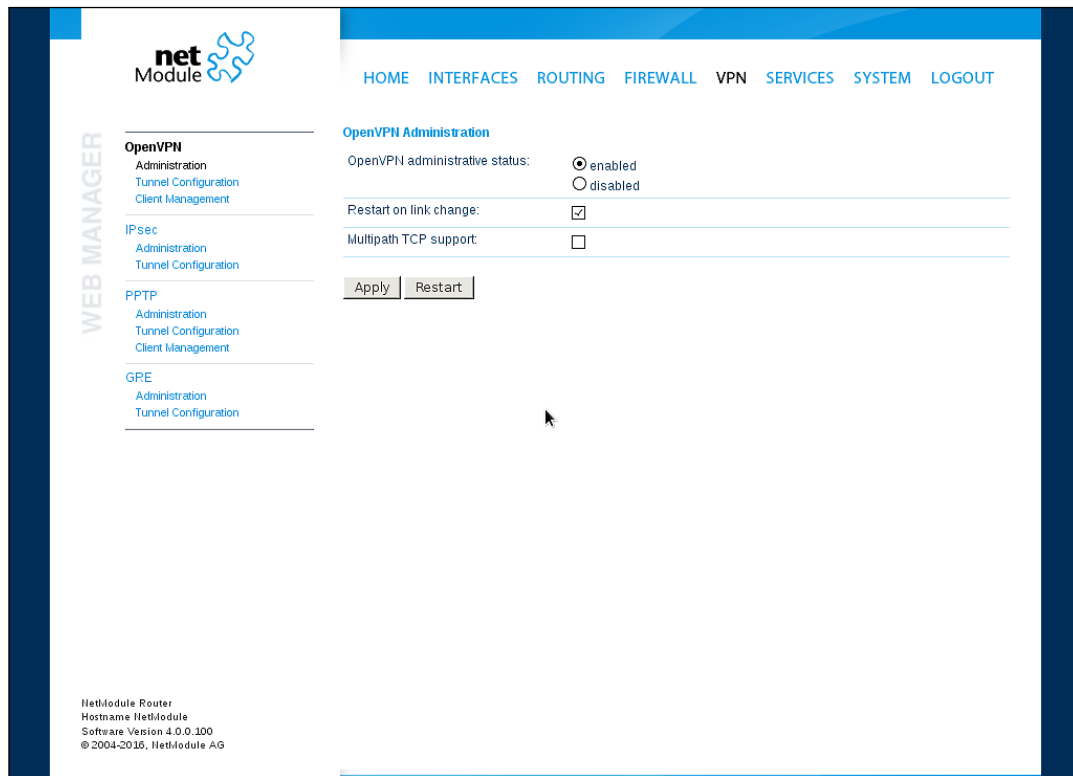 net
Module
HOME INTERFACES ROUTING FIREWALL VPN SERVICES SYSTEM LOGOUT
WEB MANAGER
OpenVPN
Administration
Tunnel Configuration
Client Management
IPsec
Administration
Tunnel Configuration
PPTP
Administration
Tunnel Configuration
Client Management
GRE
Administration
Tunnel Configuration
OpenVPN Administration
OpenVPN administrative status:
enabled
disabled
Restart on link change:
Multipath TCP support:
Apply Restart
NetModule Router
Hostname NetModule
Software Version 4.0.0.100
© 2004-2016, NetModule AG